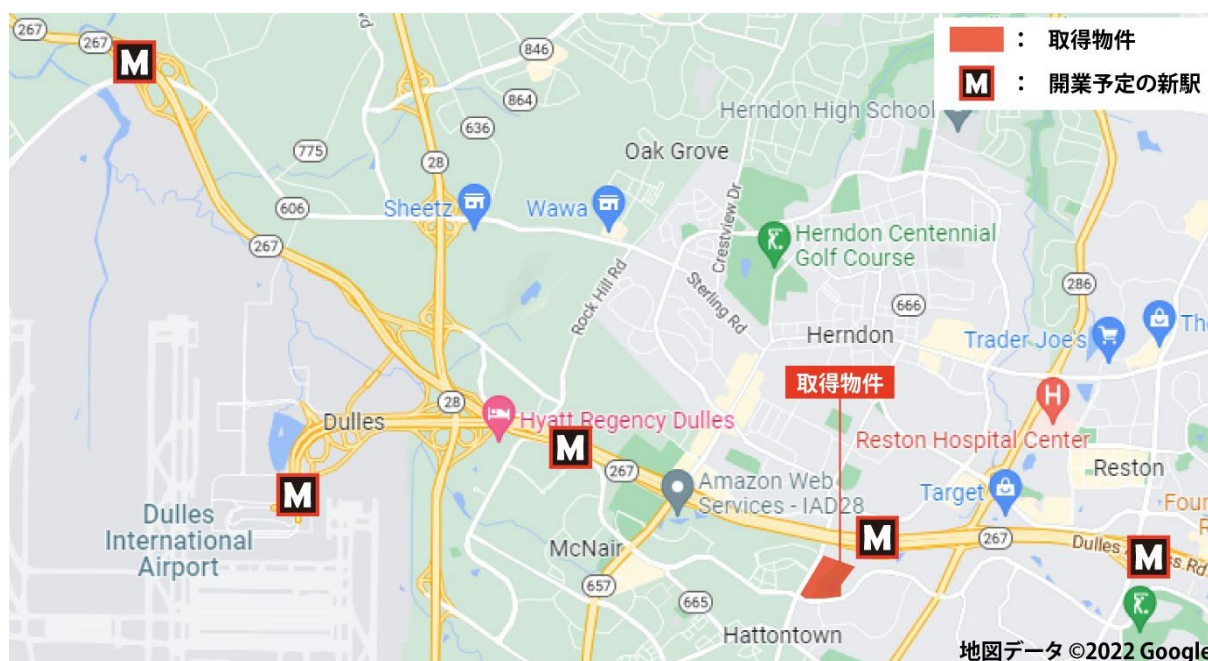 267
267
846
864
636
775
28
606
267
Sheetz
Wawa
Oak Grove
Herndon High School
Crestview Dr
Rock Hill Rd
Sterling Rd
Herndon Centennial
Golf Course
666
286
Herndon
Trader Joe's
The
取得物件
28
Dulles
Hyatt Regency Dulles
M
M
M
M
M
267
Amazon Web
Services - IAD28
Reston Hospital Center
H
Reston
Target
Dulles
International
Airport
McNair
657
665
Hattontown
267
: 取得物件
M : 開業予定の新駅
地図データ ©2022 Google